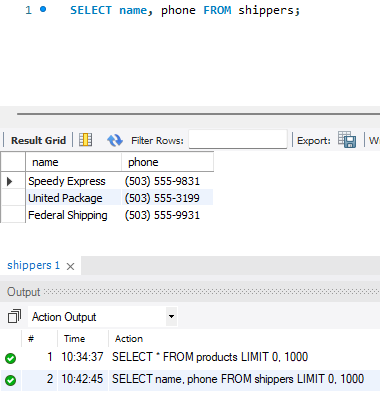 1 SELECT name, phone FROM shippers;
Result Grid Filter Rows: Export:
name phone
Speedy Express (503) 555-9831
United Package (503) 555-3199
Federal Shipping (503) 555-9931
shippers 1 ×
Output
Action Output
# Time Action
1 10:34:37 SELECT * FROM products LIMIT 0, 1000
2 10:42:45 SELECT name, phone FROM shippers LIMIT 0, 1000